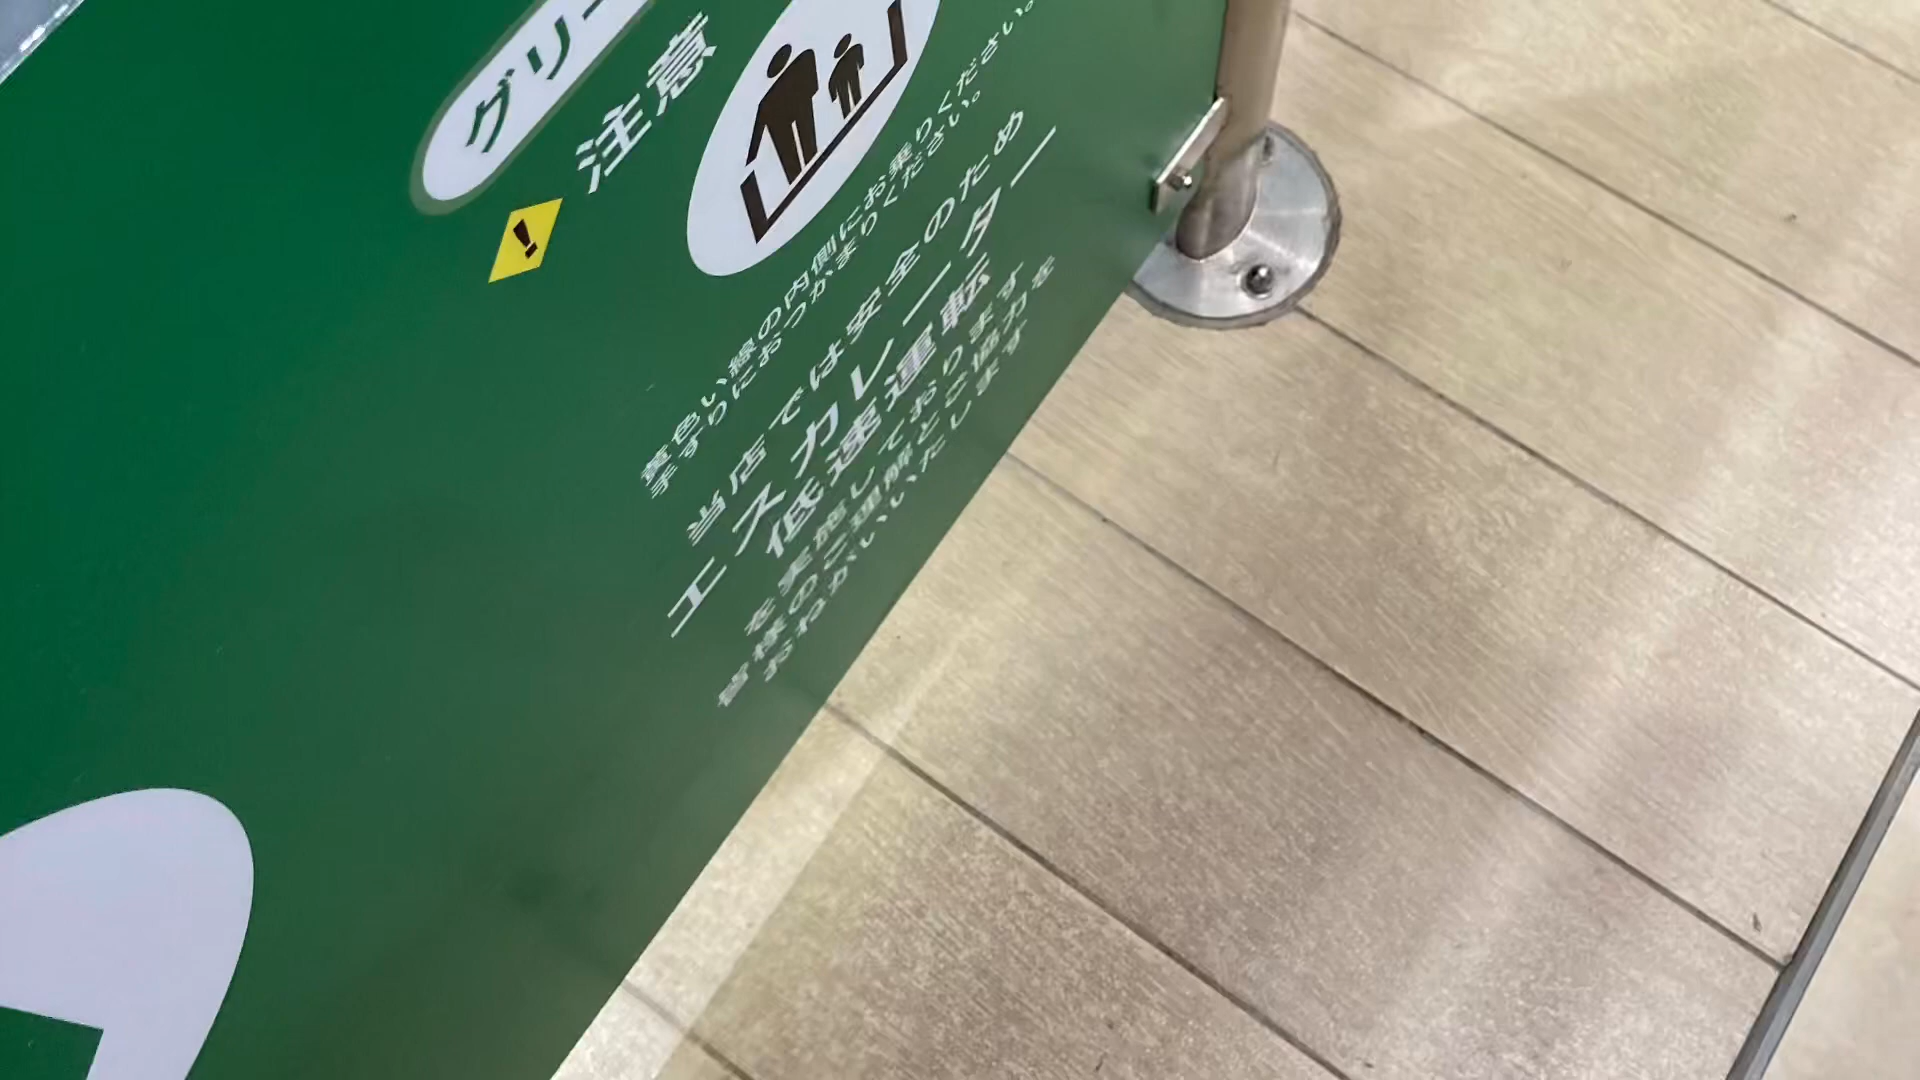 グリー
注意
黄色い線の内側にお乗りください。
手すりにおつかまりください。
当店では安全のため
エスカレーター
低速運転
を実施しております
皆様のご理解とご協力を
おねがいいたします